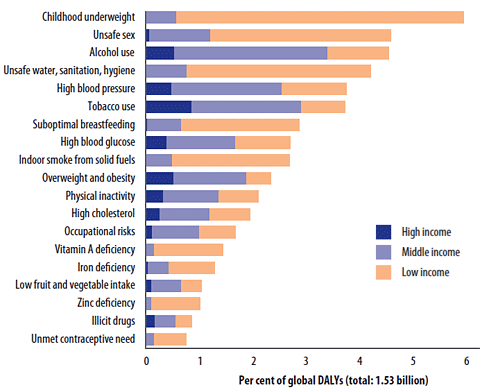 Childhood underweight
Unsafe sex
Alcohol use
Unsafe water, sanitation, hygiene
High blood pressure
Tobacco use
Suboptimal breastfeeding
High blood glucose
Indoor smoke from solid fuels
Overweight and obesity
Physical inactivity
High cholesterol
Occupational risks
Vitamin A deficiency
Iron deficiency
Low fruit and vegetable intake
Zinc deficiency
Illicit drugs
Unmet contraceptive need
High income
Middle income
Low income
0 1 2 3 4 5 6
Per cent of global DALYs (total: 1.53 billion)